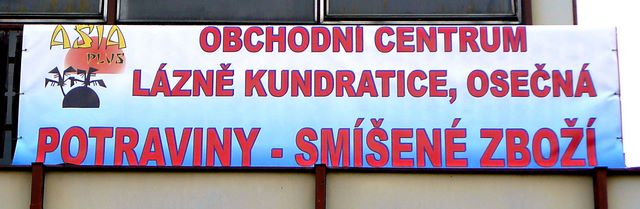 ASIA
PLUS
OBCHODNÍ CENTRUM
LÁZNĚ KUNDRATICE, OSEČNÁ
POTRAVINY - SMÍŠENÉ ZBOŽÍ